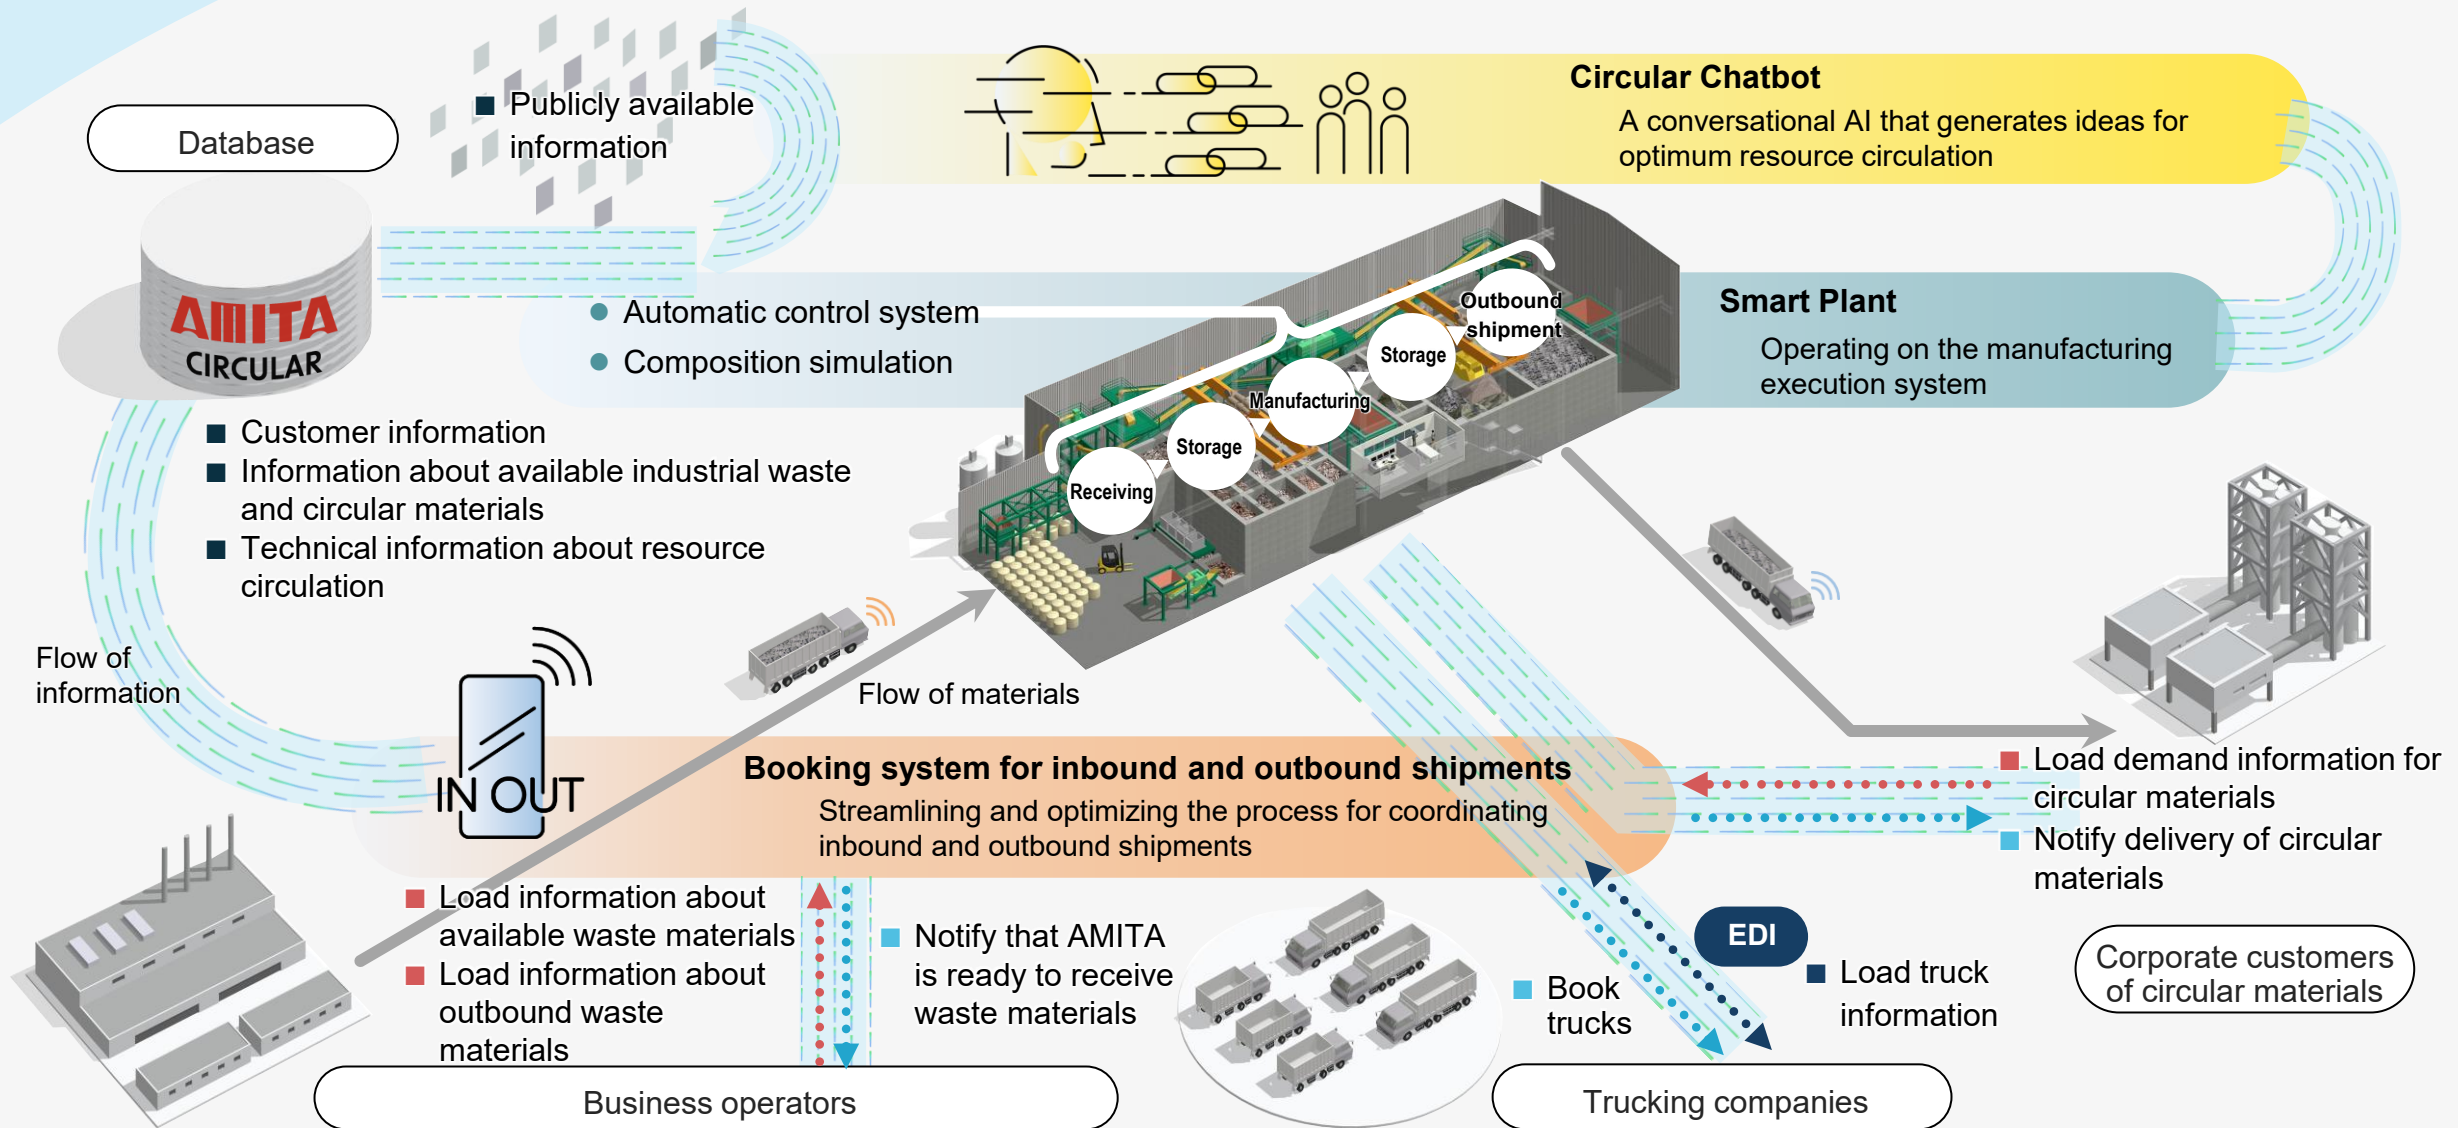 Database
Publicly available
information
Circular Chatbot
A conversational AI that generates ideas for
optimum resource circulation
AMITA
CIRCULAR
Automatic control system
Composition simulation
Smart Plant
Operating on the manufacturing
execution system
Outbound
shipment
Storage
Manufacturing
Storage
Receiving
Customer information
Information about available industrial waste
and circular materials
Technical information about resource
circulation
Flow of
information
Flow of materials
IN OUT
Booking system for inbound and outbound shipments
Streamlining and optimizing the process for coordinating
inbound and outbound shipments
Load demand information for
circular materials
Notify delivery of circular
materials
Load information about
available waste materials
Load information about
outbound waste
materials
Notify that AMITA
is ready to receive
waste materials
EDI
Book
trucks
Load truck
information
Corporate customers
of circular materials
Business operators
Trucking companies